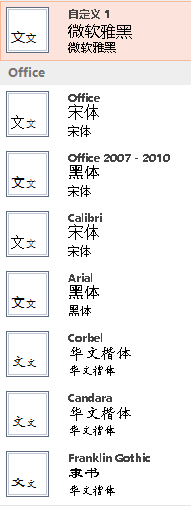 文文
自定义 1
微软雅黑
微软雅黑
Office
文文
Office
宋体
宋体
文文
Office 2007 - 2010
黑体
宋体
文文
Calibri
宋体
宋体
文文
Arial
黑体
黑体
文文
Corbel
华文楷体
华文楷体
文文
Candara
华文楷体
华文楷体
文文
Franklin Gothic
隶书
华文楷体